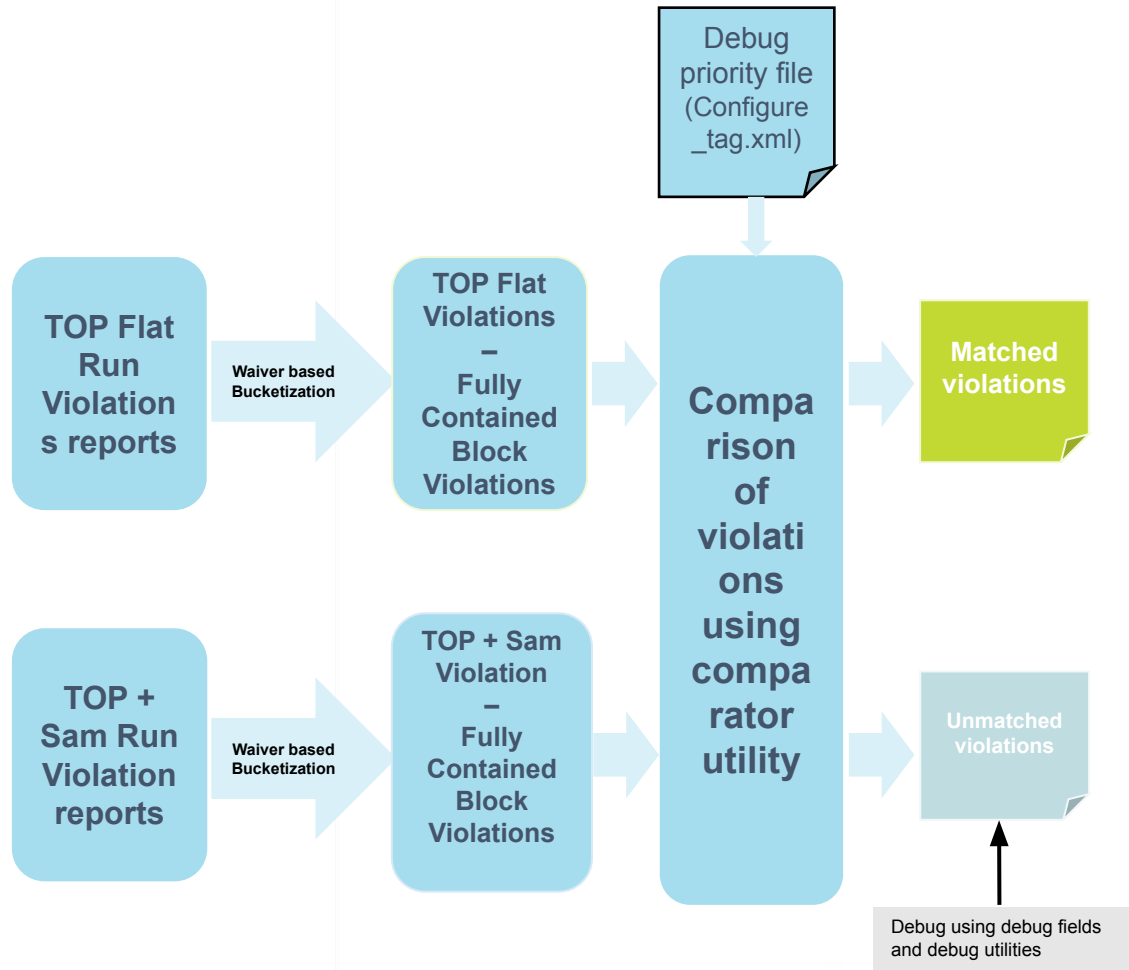 Debug
priority file
(Configure
_tag.xml)
TOP Flat
Run
Violation
s reports
Waiver based
Bucketization
TOP Flat
Violations
–
Fully
Contained
Block
Violations
Compa
rison
of
violati
ons
using
compa
rator
utility
Matched
violations
TOP +
Sam Run
Violation
reports
Waiver based
Bucketization
TOP + Sam
Violation
–
Fully
Contained
Block
Violations
Unmatched
violations
Debug using debug fields
and debug utilities